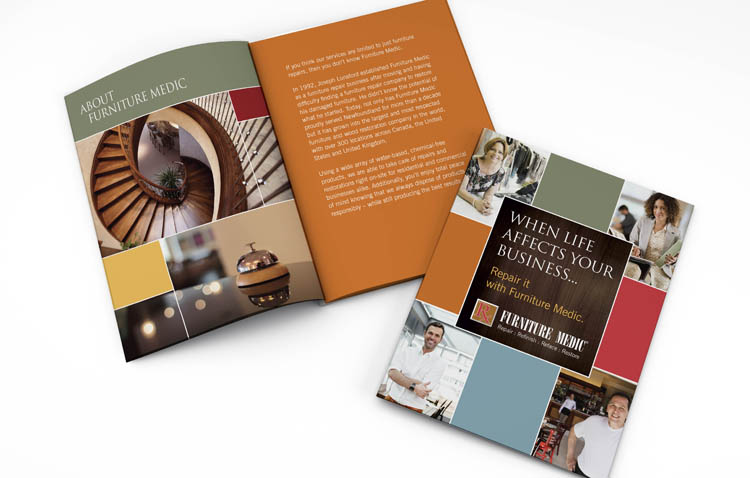 ABOUT
FURNITURE MEDIC
If you think our services are limited to just furniture
repairs, then you don't know Furniture Medic.
In 1992, Joseph Lunsford established Furniture Medic
as a furniture repair business after moving and having
difficulty finding a furniture repair company to restore
his damaged furniture. He didn't know the potential of
what he started. Today, not only has Furniture Medic
proudly served Newfoundland for more than a decade
but it has grown into the largest and most respected
furniture and wood restoration company in the world,
with over 300 locations across Canada, the United
States and United Kingdom.
Using a wide array of water-based, chemical-free
products, we are able to take care of repairs and
restorations right on-site for residential and commercial
businesses alike. Additionally, you'll enjoy total peace
of mind knowing that we always dispose of products
responsibly – while still producing the best results
WHEN LIFE
AFFECTS YOUR
BUSINESS...
Repair it
with Furniture Medic.
FURNITURE MEDIC®
Repair · Refinish · Reface · Restore